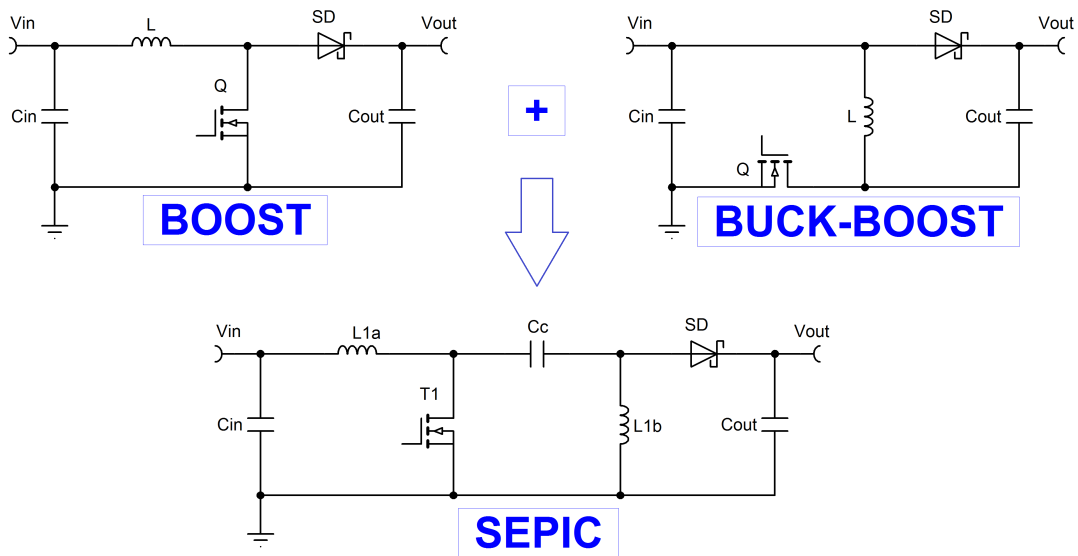 Vin
L
SD
Vout
Q
Cin
Cout
BOOST
+
Vin
SD
Vout
Cin
L
Cout
Q
BUCK-BOOST
Vin
L1a
Cc
SD
Vout
T1
Cin
L1b
Cout
SEPIC